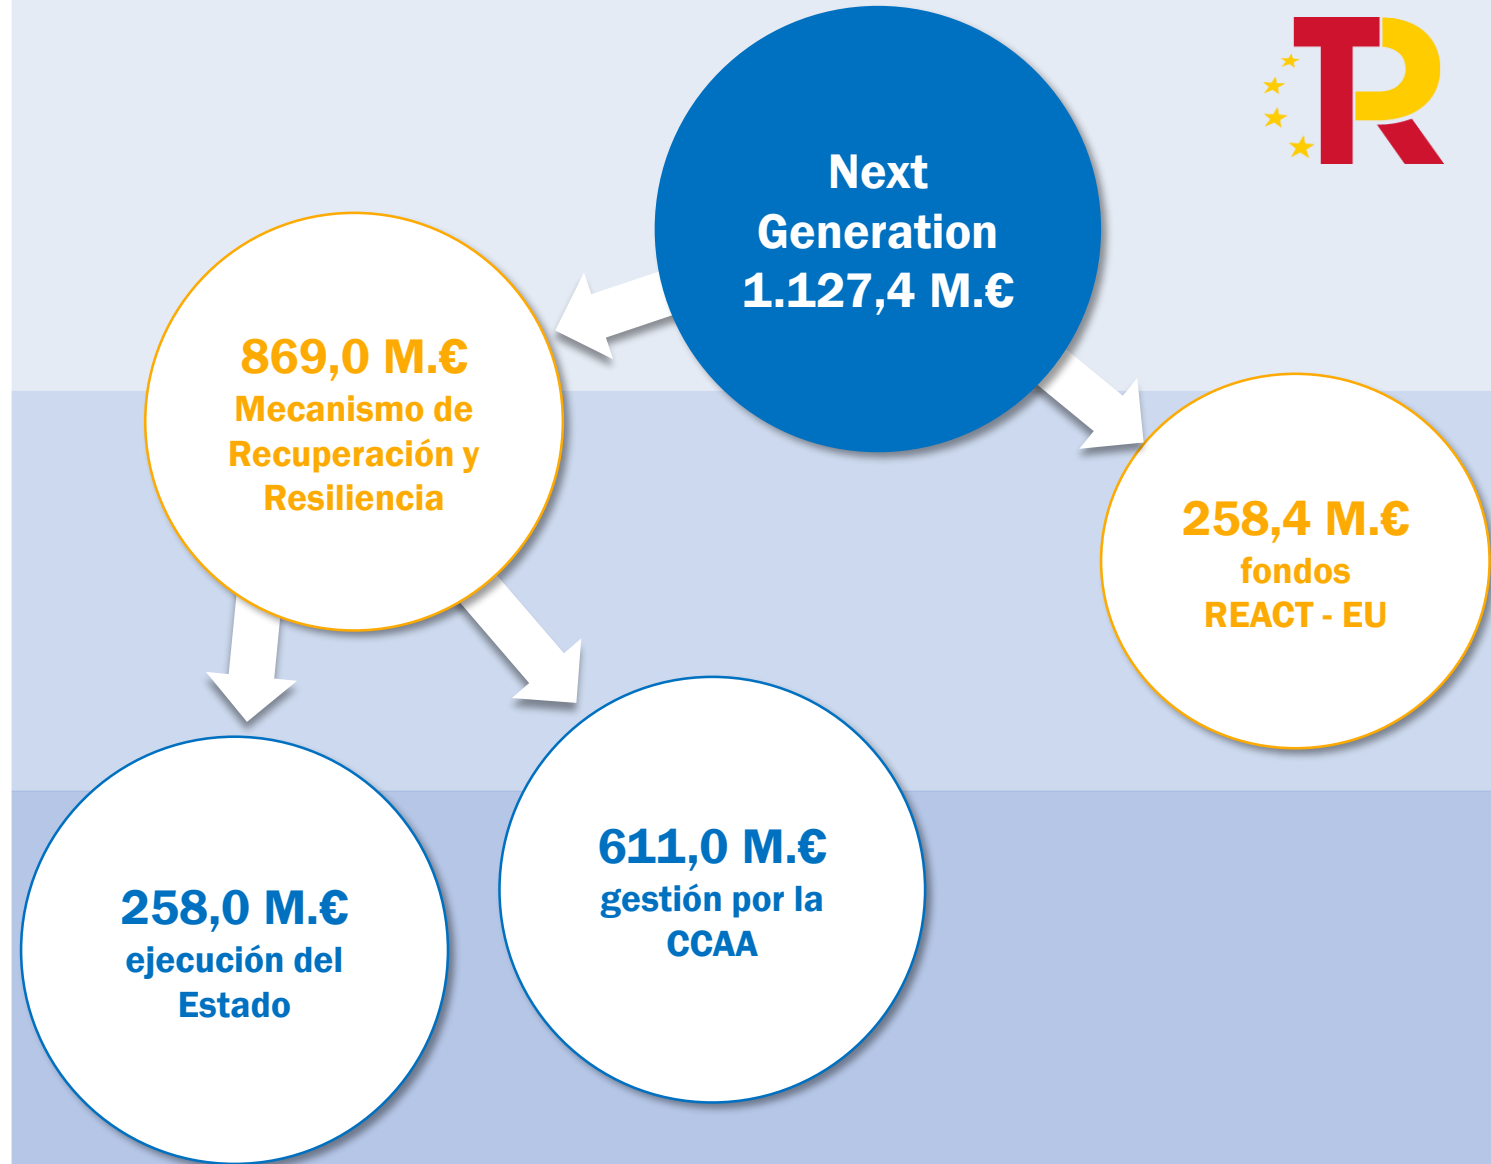 TR
Next
Generation
1.127,4 M.€
869,0 M.€
Mecanismo de
Recuperación y
Resiliencia
258,4 M.€
fondos
REACT - EU
611,0 M.€
gestión por la
CCAA
258,0 M.€
ejecución del
Estado